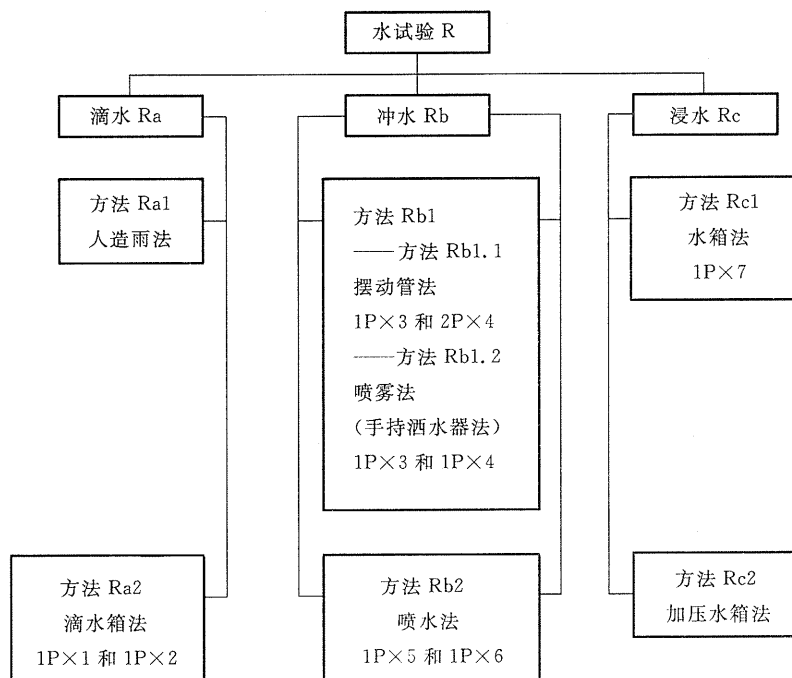 水试验 R
滴水 Ra
冲水 Rb
浸水 Rc
方法 Ra1
人造雨法
方法 Rb1
——方法 Rb1.1
摆动管法
1P×3 和 2P×4
——方法 Rb1.2
喷雾法
(手持洒水器法)
1P×3 和 1P×4
方法 Rc1
水箱法
1P×7
方法 Ra2
滴水箱法
1P×1 和 1P×2
方法 Rb2
喷水法
1P×5 和 1P×6
方法 Rc2
加压水箱法